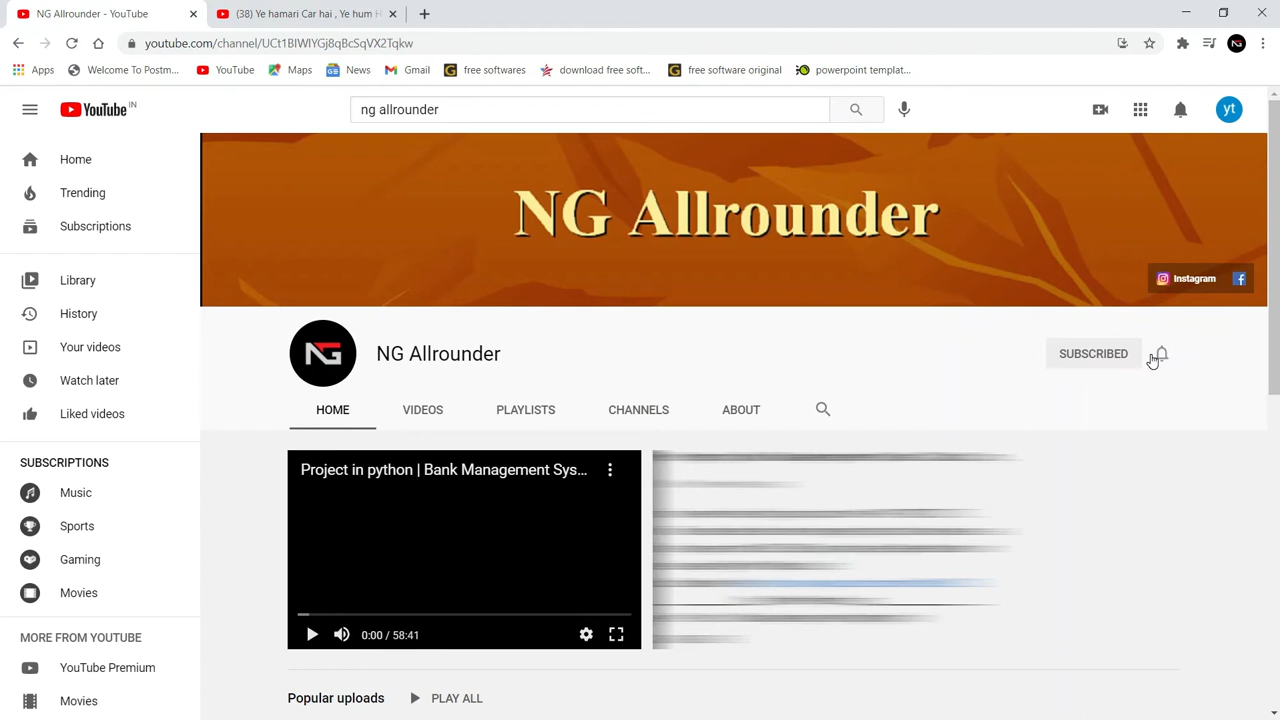 NG Allrounder - YouTube
(38) Ye hamari Car hai , Ye hum H
youtube.com/channel/UCt1BIWIYGj8qBcSqVX2Tqkw
Apps
Welcome To Postm...
YouTube
Maps
News
Gmail
free softwares
download free soft...
free software original
powerpoint templat...
YouTube IN
ng allrounder
yt
Home
Trending
Subscriptions
Library
History
Your videos
Watch later
Liked videos
SUBSCRIPTIONS
Music
Sports
Gaming
Movies
MORE FROM YOUTUBE
YouTube Premium
Movies
NG Allrounder
Instagram
NG
NG Allrounder
SUBSCRIBED
HOME
VIDEOS
PLAYLISTS
CHANNELS
ABOUT
Project in python | Bank Management Sys...
0:00 / 58:41
Popular uploads
PLAY ALL